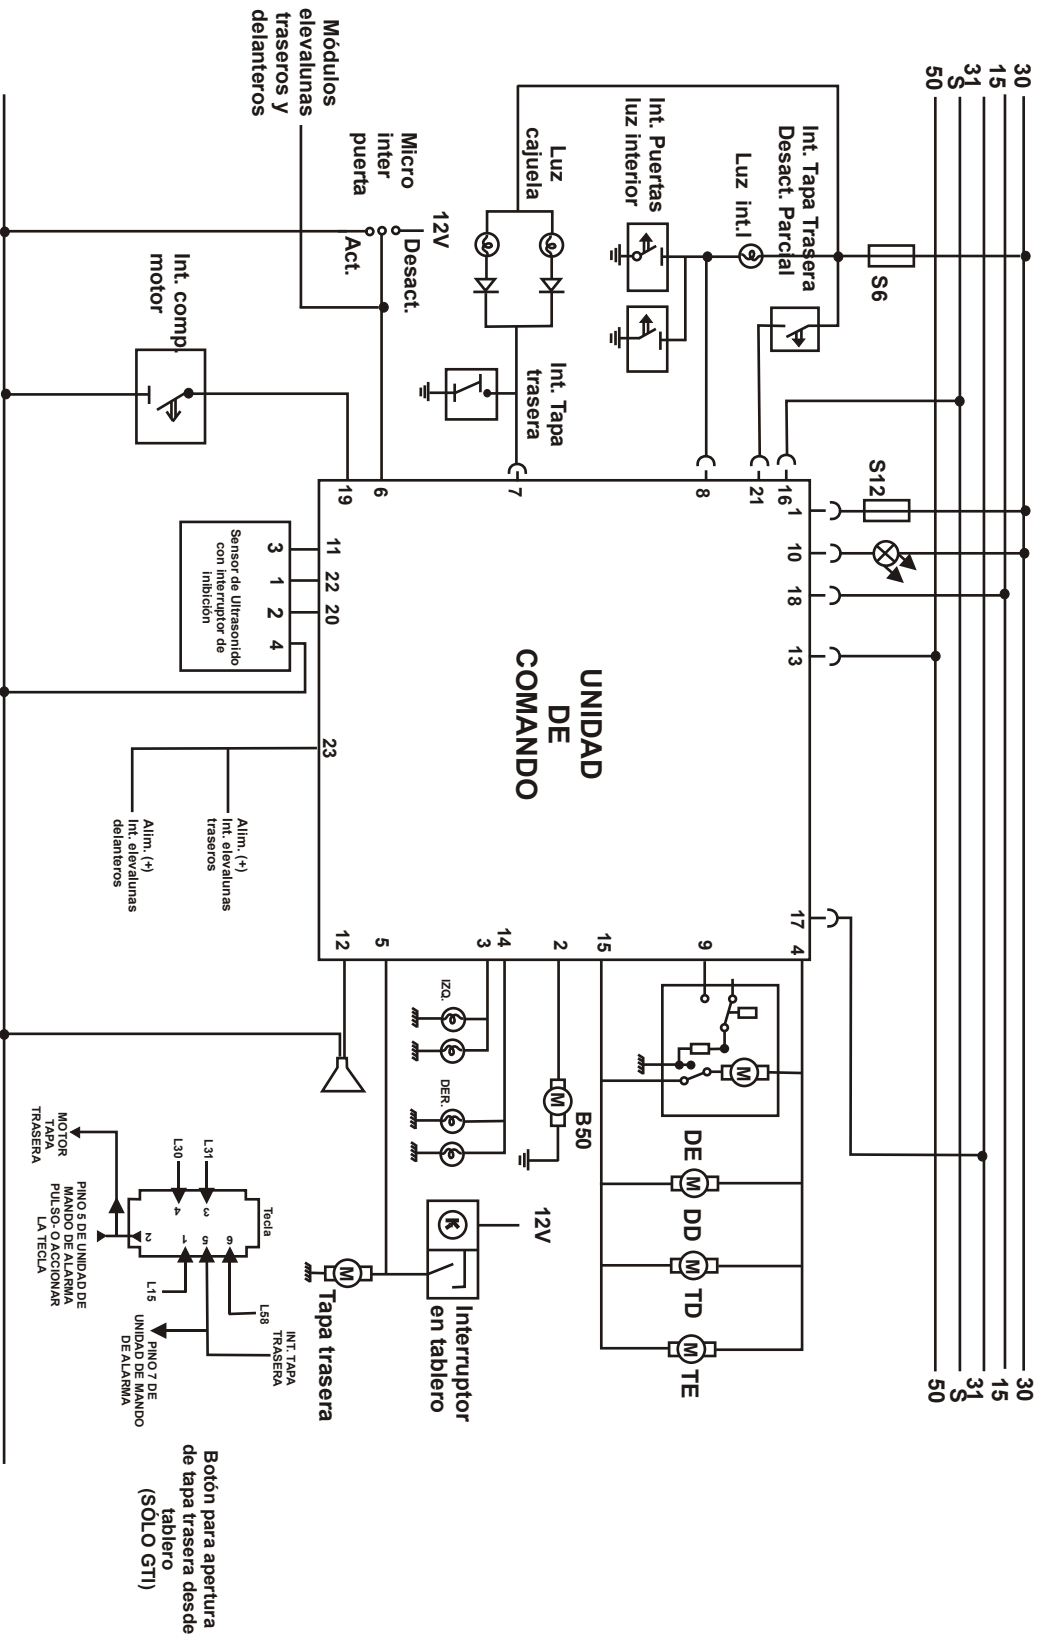 30
15
31
S
50
30
15
31
S
50
S6
Int. Tapa Trasera
Desact. Parcial
Luz int.I
Int. Puertas
luz interior
Luz
cajuela
12V
Desact.
Micro
inter
puerta
Act.
Módulos
elevalunas
traseros y
delanteros
Int. comp.
motor
Int. Tapa
trasera
S12
19
6
7
8
21
16
1
10
18
13
17
4
UNIDAD
DE
COMANDO
11
22
20
23
3
1
2
4
Sensor de Ultrasonido
con interruptor de
inibición
Alim. (+)
Int. elevalunas
traseros
Alim. (+)
Int. elevalunas
delanteros
12
5
3
14
2
15
9
IZQ.
DER.
M
B50
M
DE
M
DD
M
TD
M
TE
12V
K
Interruptor
en tablero
M
Tapa trasera
Tecla
L31
L30
4
3
2
1
5
6
L15
L58
INT. TAPA
TRASERA
MOTOR
TAPA
TRASERA
PINO 5 DE UNIDAD DE
MANDO DE ALARMA
PULSO- O ACCIONAR
LA TECLA
PINO 7 DE
UNIDAD DE MANDO
DE ALARMA
Botón para apertura
de tapa trasera desde
tablero
(SÓLO GTI)